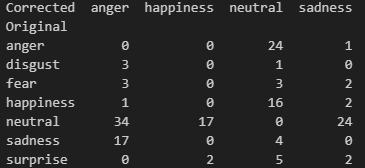 Corrected anger happiness neutral sadness
Original
anger 0 0 24 1
disgust 3 0 1 0
fear 3 0 3 2
happiness 1 0 16 2
neutral 34 17 0 24
sadness 17 0 4 0
surprise 0 2 5 2